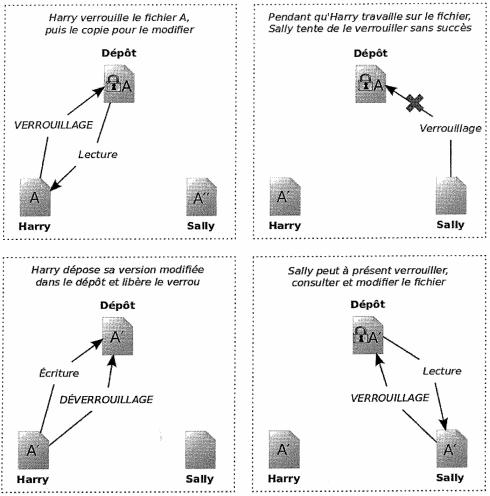 Harry verrouille le fichier A,
puis le copie pour le modifier
Dépôt
A
VERROUILLAGE
Lecture
A
A''
Harry
Sally
Pendant qu'Harry travaille sur le fichier,
Sally tente de le verrouiller sans succès
Dépôt
A
Verrouillage
A'
Harry
Sally
Harry dépose sa version modifiée
dans le dépôt et libère le verrou
Dépôt
A'
Écriture
DÉVERROUILLAGE
A'
Harry
Sally
Sally peut à présent verrouiller,
consulter et modifier le fichier
Dépôt
A'
Lecture
VERROUILLAGE
A'
A'
Harry
Sally